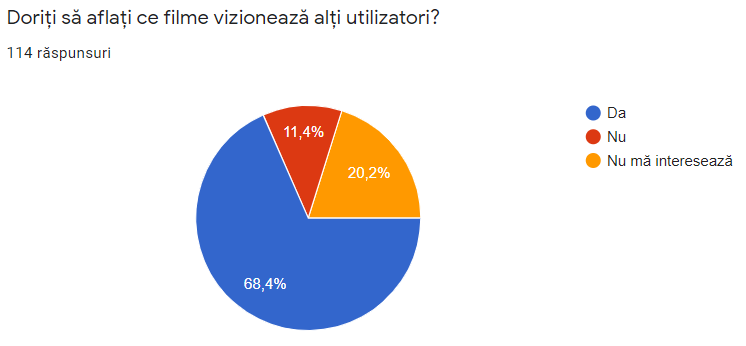 Doriți să aflați ce filme vizionează alți utilizatori?
114 răspunsuri
Da
Nu
Nu mă interesează
11,4%
20,2%
68,4%